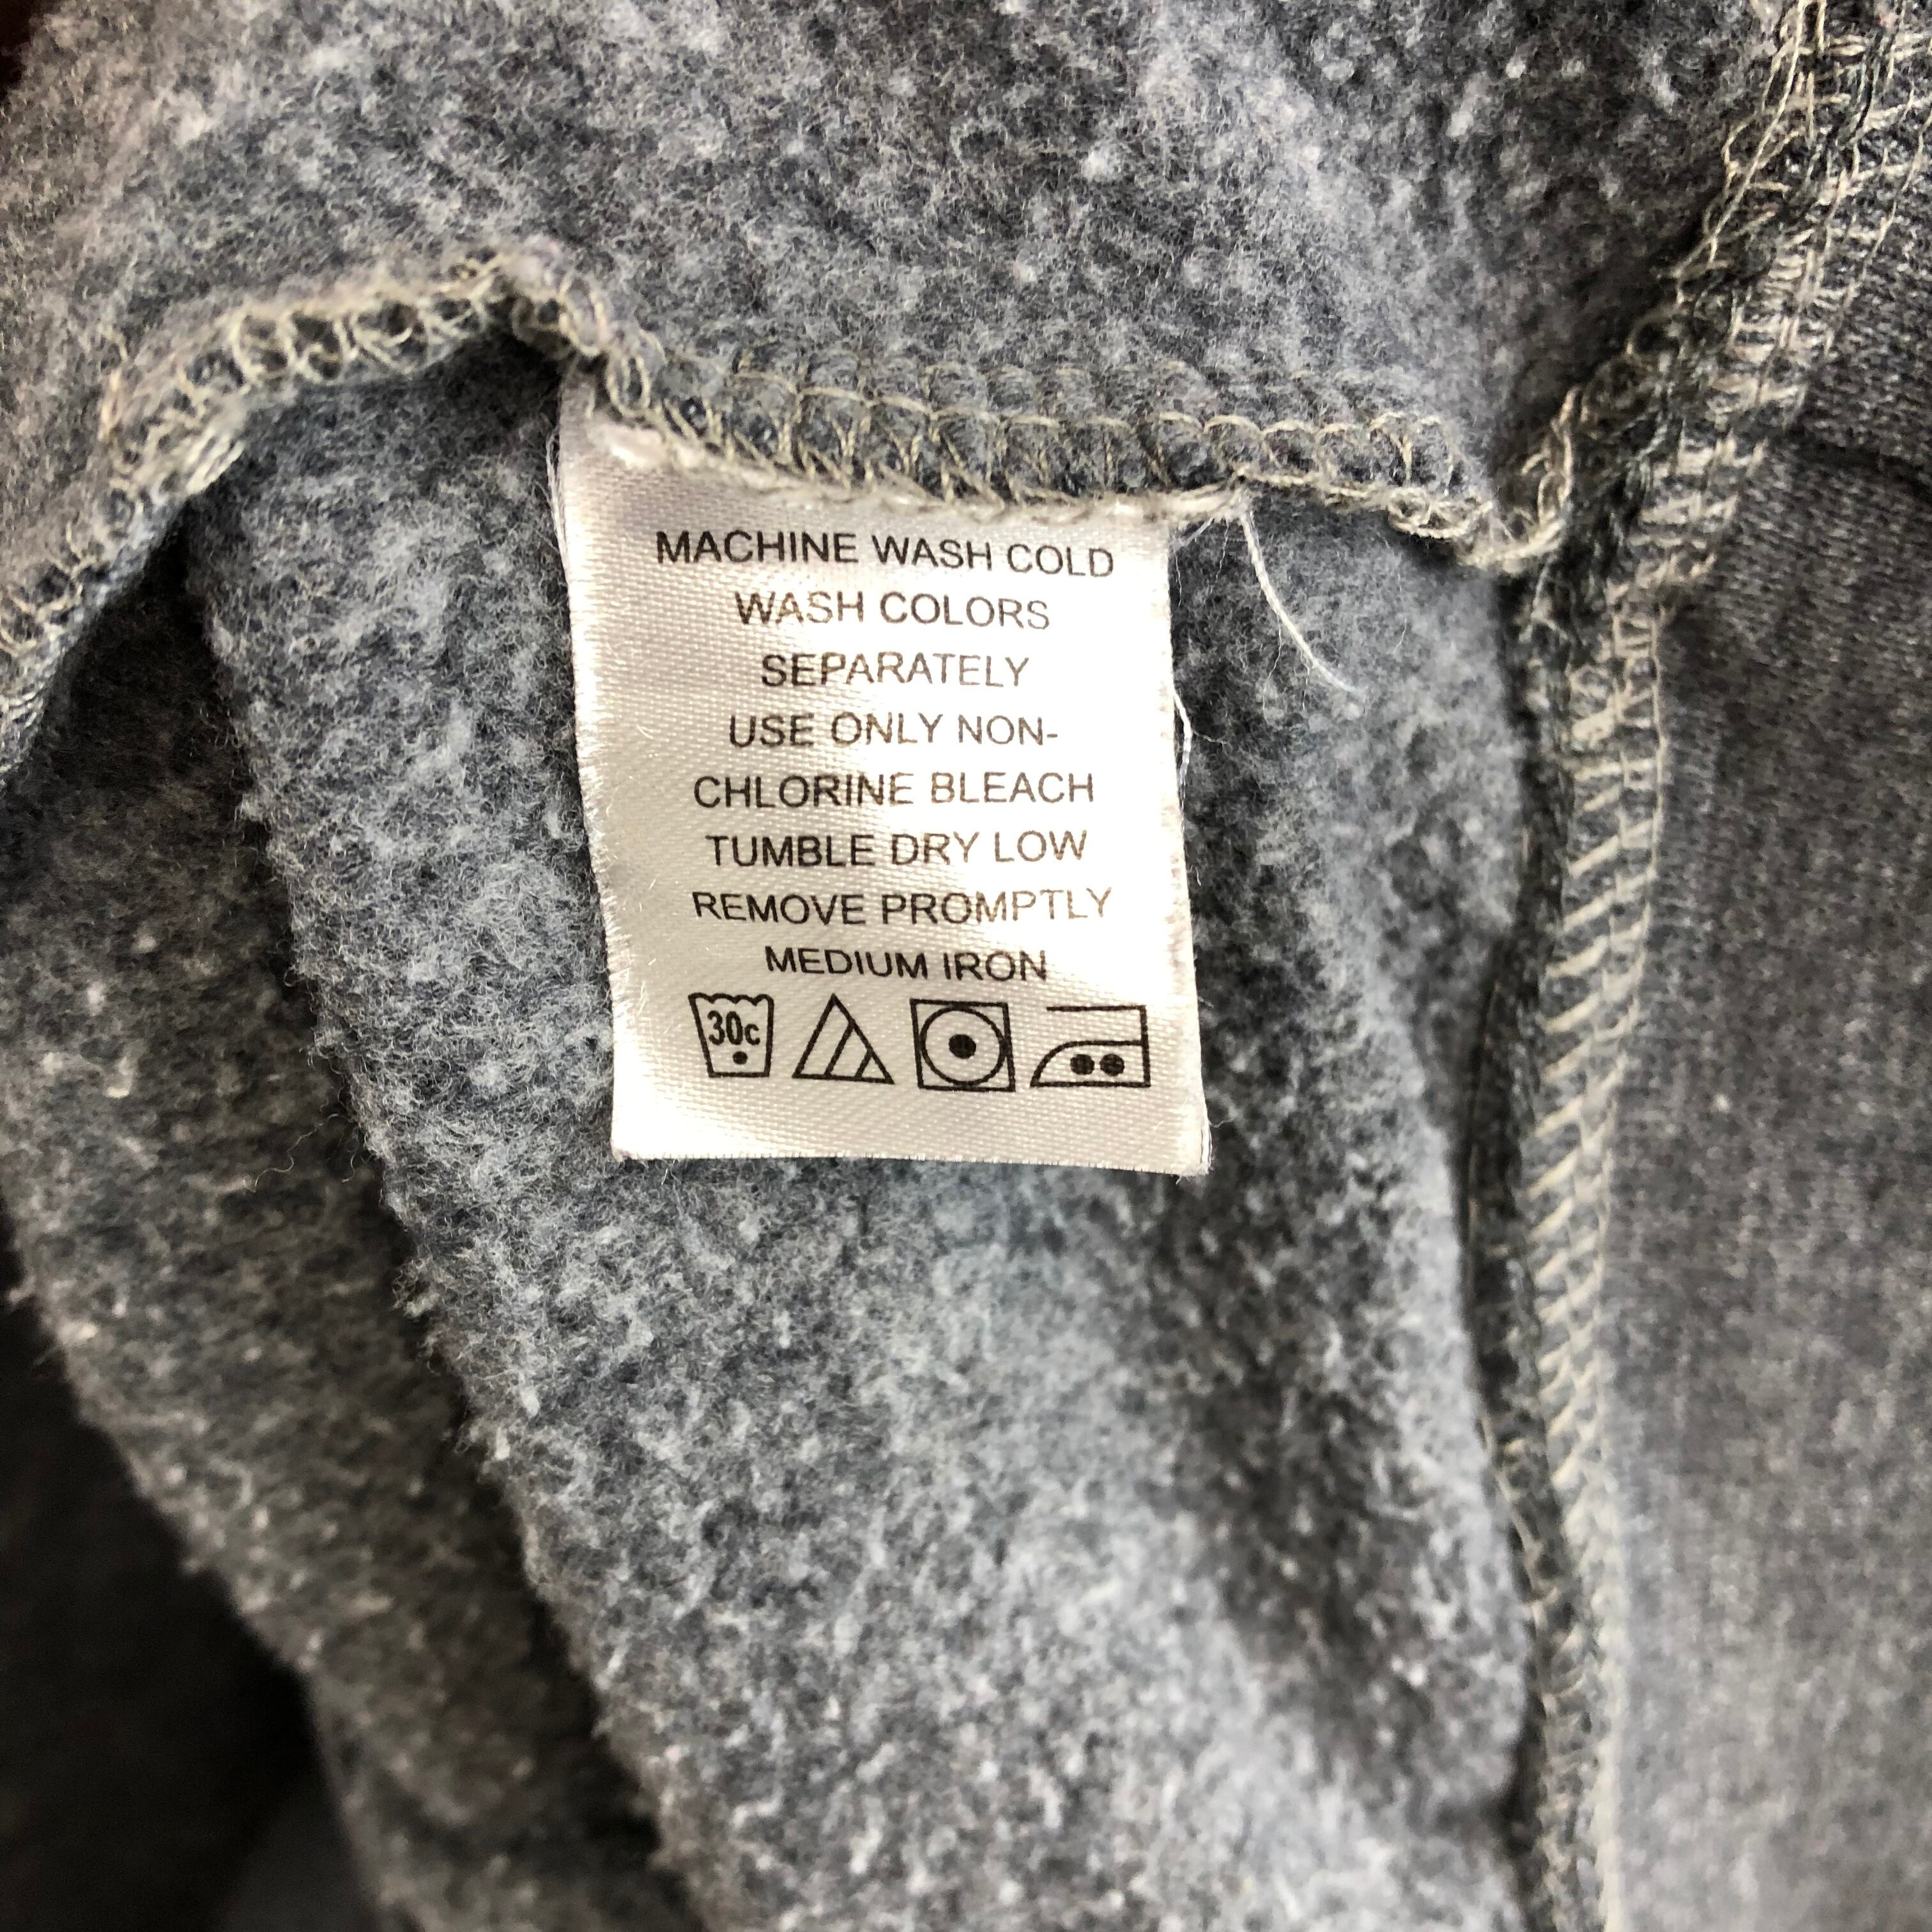 MACHINE WASH COLD
WASH COLORS
SEPARATELY
USE ONLY NON-
CHLORINE BLEACH
TUMBLE DRY LOW
REMOVE PROMPTLY
MEDIUM IRON
30c